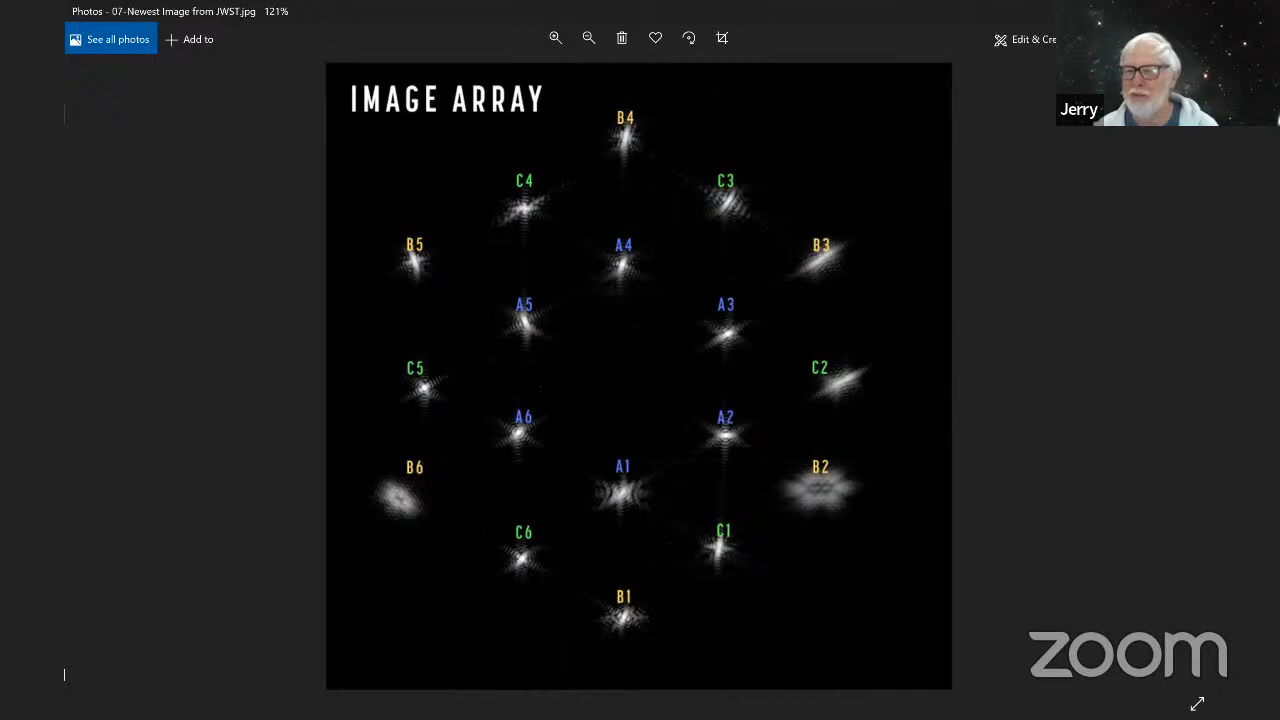 Photos - 07-Newest Image from JWST.jpg 121%
See all photos
Add to
Edit & Cre
Jerry
IMAGE ARRAY
B4
C4
C3
B5
A4
B3
A5
A3
C5
C2
A6
A2
B6
A1
B2
C6
C1
B1
zoom